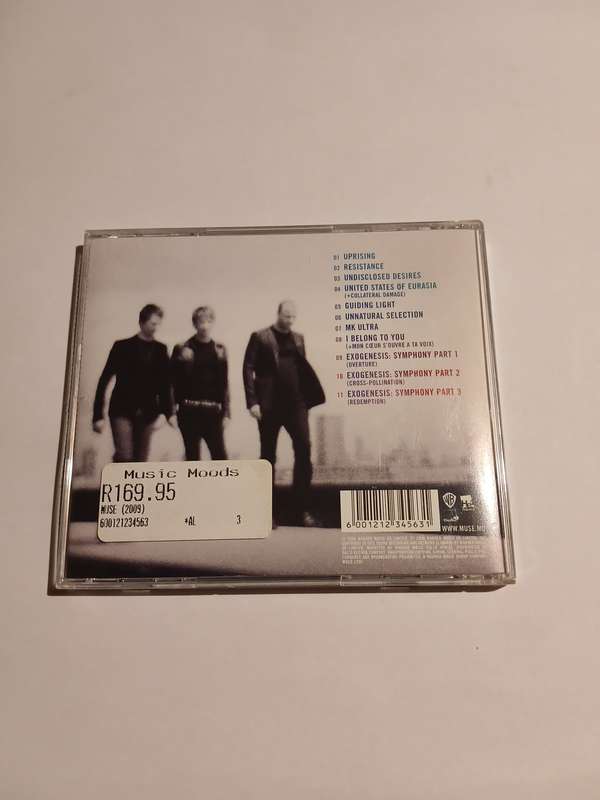 01 UPRISING
02 RESISTANCE
03 UNDISCLOSED DESIRES
04 UNITED STATES OF EURASIA
(+COLLATERAL DAMAGE)
05 GUIDING LIGHT
06 UNNATURAL SELECTION
07 MK ULTRA
08 I BELONG TO YOU
(+MON CŒUR S'OUVRE A TA VOIX)
09 EXOGENESIS: SYMPHONY PART 1
(OVERTURE)
10 EXOGENESIS: SYMPHONY PART 2
(CROSS-POLLINATION)
11 EXOGENESIS: SYMPHONY PART 3
(REDEMPTION)
Music Moods
R169.95
MUSE (2009)
600121234563 *AL 3
6 001212 345631
WWW.MUSE.MU